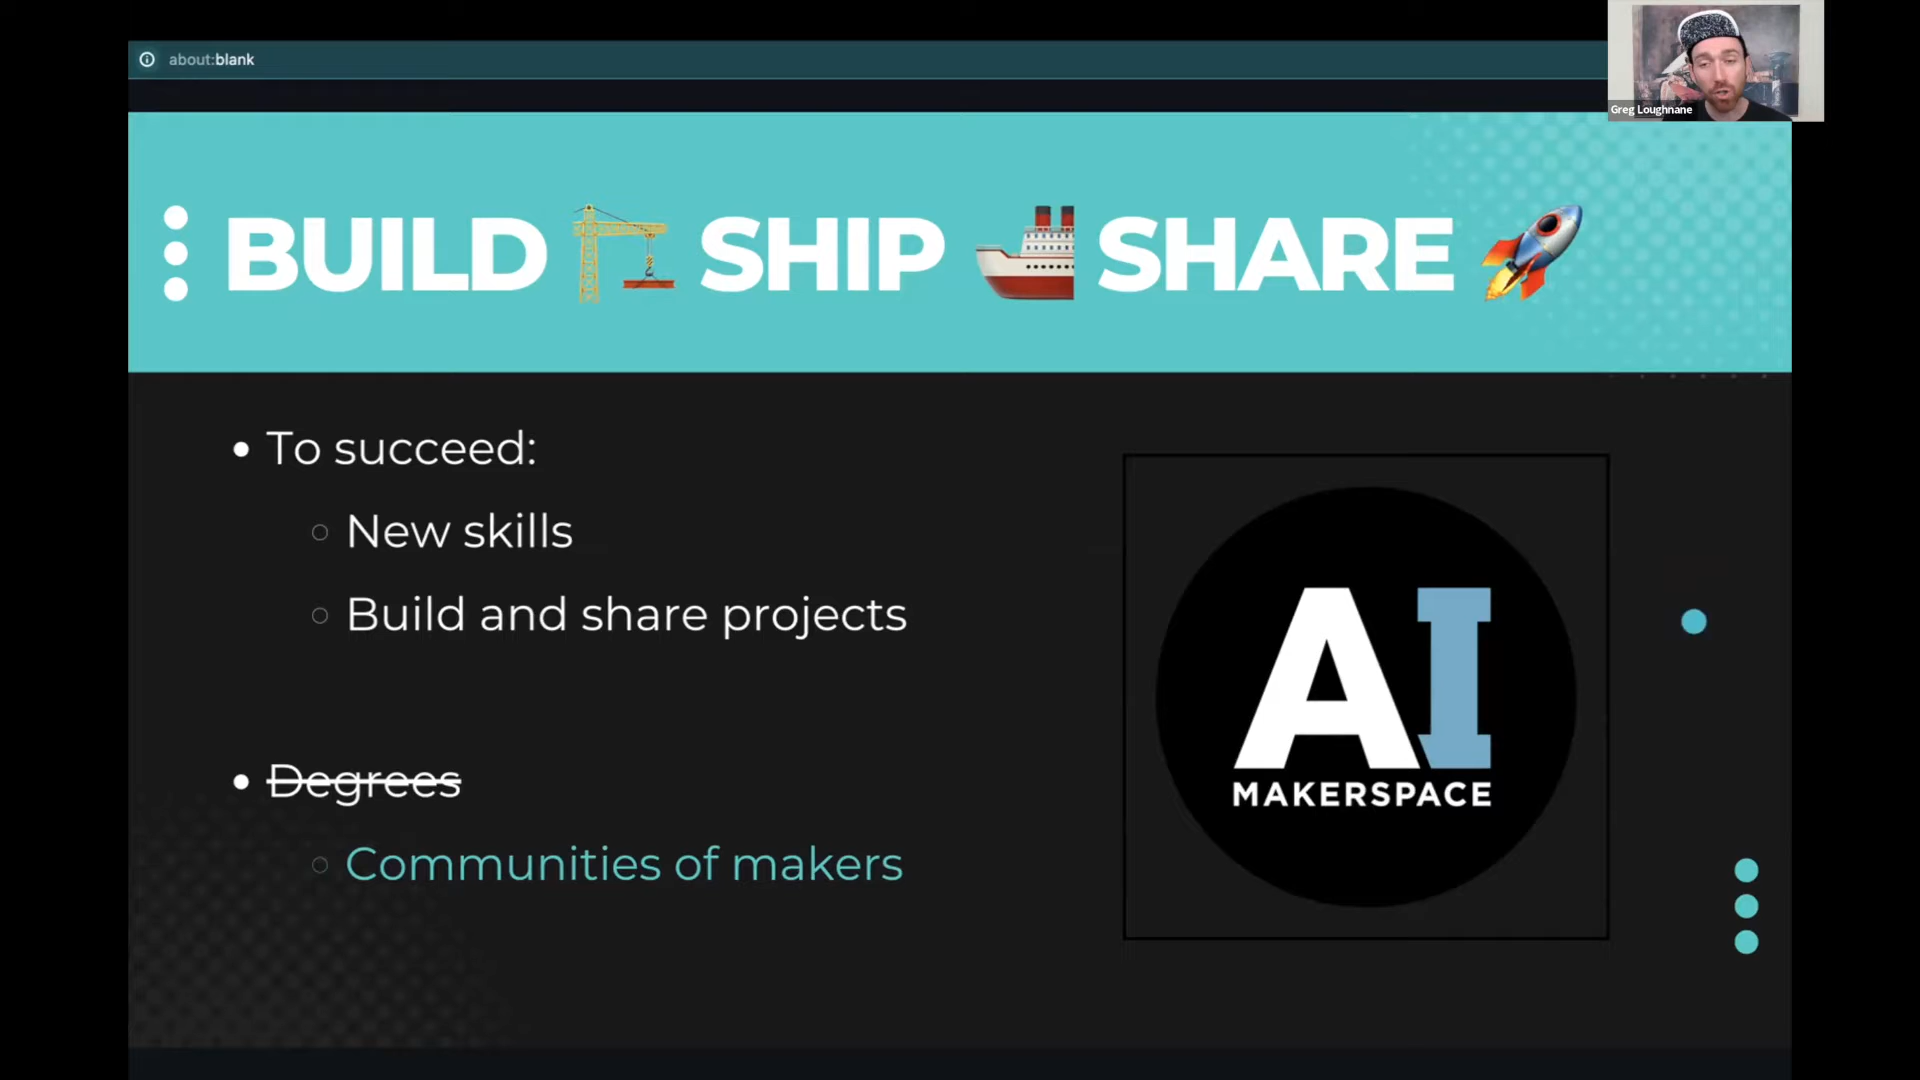 about:blank
Greg Loughnane
BUILD 🏗️ SHIP 🚢 SHARE 🚀
To succeed:
New skills
Build and share projects
Degrees
Communities of makers
AI
MAKERSPACE